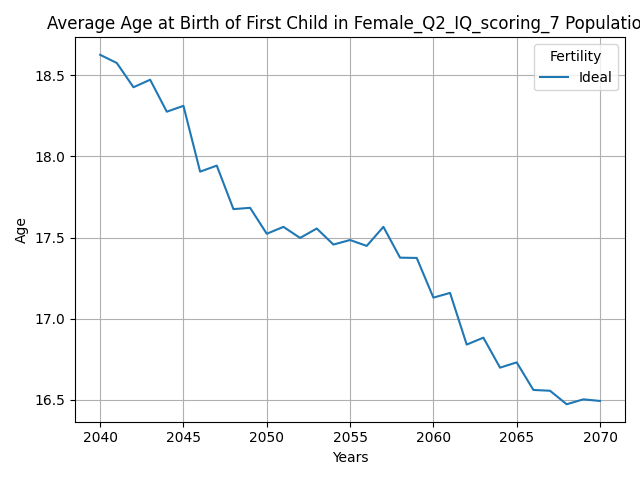 Average Age at Birth of First Child in Female_Q2_IQ_scoring_7 Populatio
Fertility
Ideal
Age
18.5
18.0
17.5
17.0
16.5
2040 2045 2050 2055 2060 2065 2070
Years